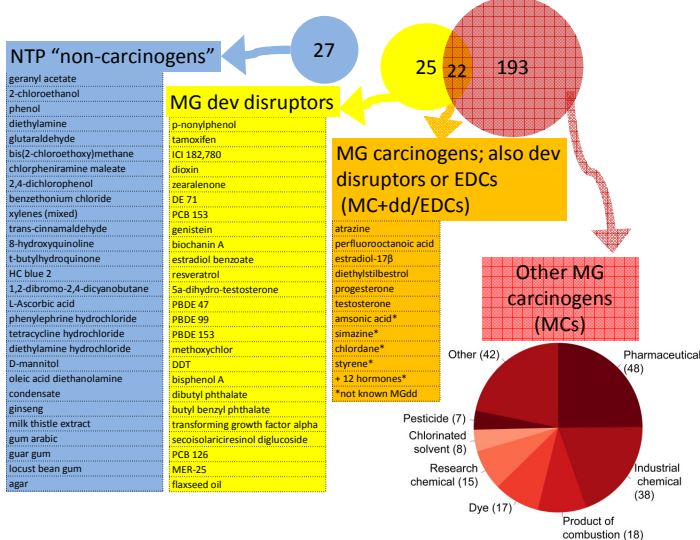 27
25
22
193
NTP “non-carcinogens”
geranyl acetate
2-chloroethanol
phenol
diethylamine
glutaraldehyde
bis(2-chloroethoxy)methane
chlorpheniramine maleate
2,4-dichlorophenol
benzethonium chloride
xylenes (mixed)
trans-cinnamaldehyde
8-hydroxyquinoline
t-butylhydroquinone
HC blue 2
1,2-dibromo-2,4-dicyanobutane
L-Ascorbic acid
phenylephrine hydrochloride
tetracycline hydrochloride
diethylamine hydrochloride
D-mannitol
oleic acid diethanolamine
condensate
ginseng
milk thistle extract
gum arabic
guar gum
locust bean gum
agar
MG dev disruptors
p-nonylphenol
tamoxifen
ICI 182,780
dioxin
zearalenone
DE 71
PCB 153
genistein
biochanin A
estradiol benzoate
resveratrol
5a-dihydro-testosterone
PBDE 47
PBDE 99
PBDE 153
methoxychlor
DDT
bisphenol A
dibutyl phthalate
butyl benzyl phthalate
transforming growth factor alpha
secoisolariciresinol diglucoside
PCB 126
MER-25
flaxseed oil
MG carcinogens; also dev
disruptors or EDCs
(MC+dd/EDCs)
atrazine
perfluorooctanoic acid
estradiol-17β
diethylstilbestrol
progesterone
testosterone
amsonic acid*
simazine*
chlordane*
styrene*
+ 12 hormones*
*not known MGdd
Other MG
carcinogens
(MCs)
Other (42)
Pharmaceutical
(48)
Pesticide (7)
Chlorinated
solvent (8)
Research
chemical (15)
Industrial
chemical
(38)
Dye (17)
Product of
combustion (18)